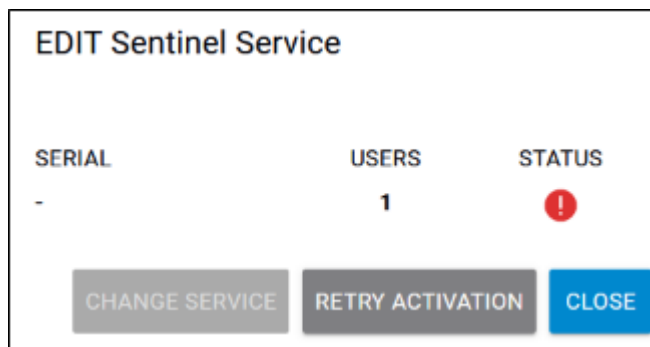 EDIT Sentinel Service
SERIAL USERS STATUS
- 1 !
CHANGE SERVICE RETRY ACTIVATION CLOSE